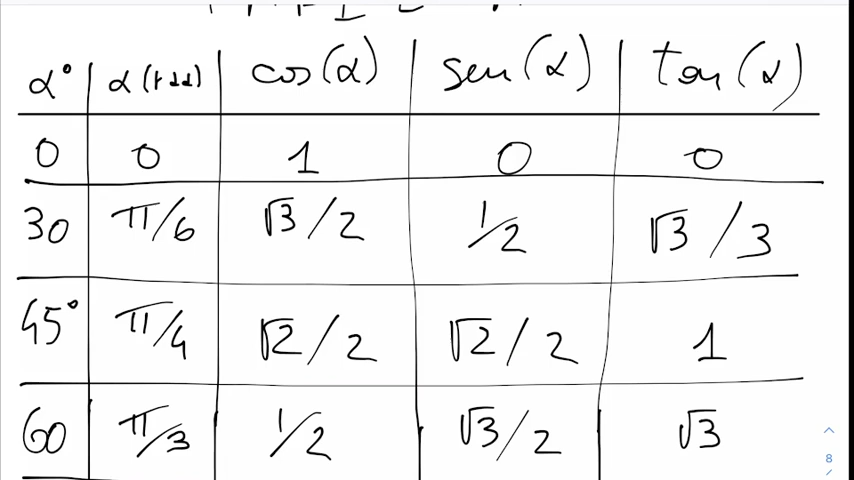 α° α (rad) cos(α) sen(α) tan(α)
0 0 1 0 0
30 π/6 √3/2 1/2 √3/3
45° π/4 √2/2 √2/2 1
60 π/3 1/2 √3/2 √3
8